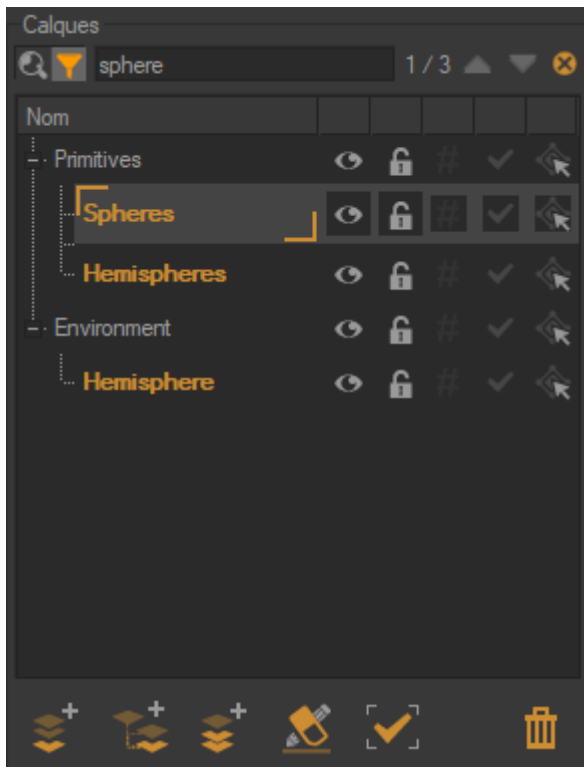 Calques
sphere 1 / 3
Nom
Primitives
Spheres
Hemispheres
Environment
Hemisphere